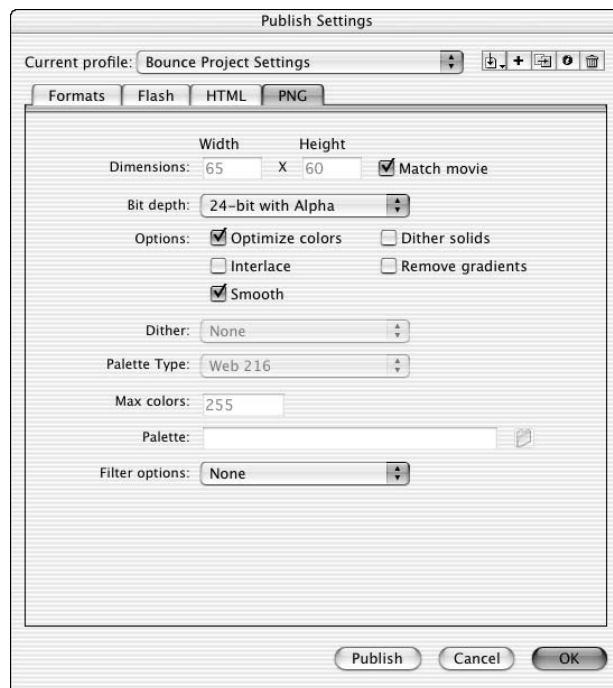 Publish Settings
Current profile: Bounce Project Settings
Formats Flash HTML PNG
Width Height
Dimensions: 65 X 60 Match movie
Bit depth: 24-bit with Alpha
Options: Optimize colors Dither solids
Interlace Remove gradients
Smooth
Dither: None
Palette Type: Web 216
Max colors: 255
Palette:
Filter options: None
Publish Cancel OK